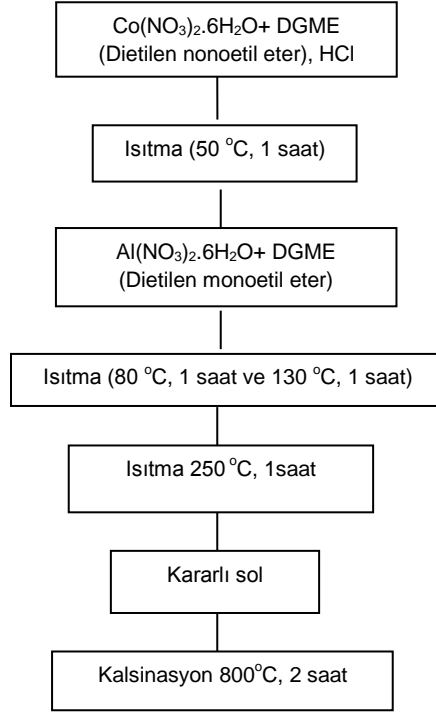 Co(NO₃)₂.6H₂O+ DGME
(Dietilen nonoetil eter), HCl
Isıtma (50 °C, 1 saat)
Al(NO₃)₂.6H₂O+ DGME
(Dietilen monoetil eter)
Isıtma (80 °C, 1 saat ve 130 °C, 1 saat)
Isıtma 250 °C, 1saat
Kararlı sol
Kalsinasyon 800°C, 2 saat